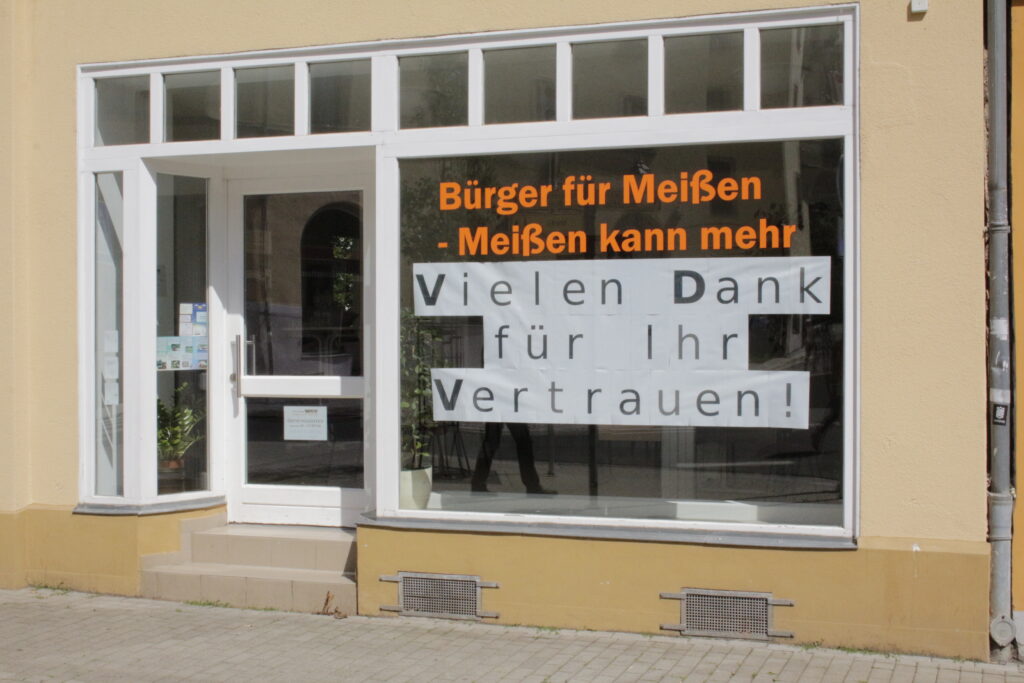 Bürger für Meißen
- Meißen kann mehr
Vielen Dank
für Ihr
Vertrauen!